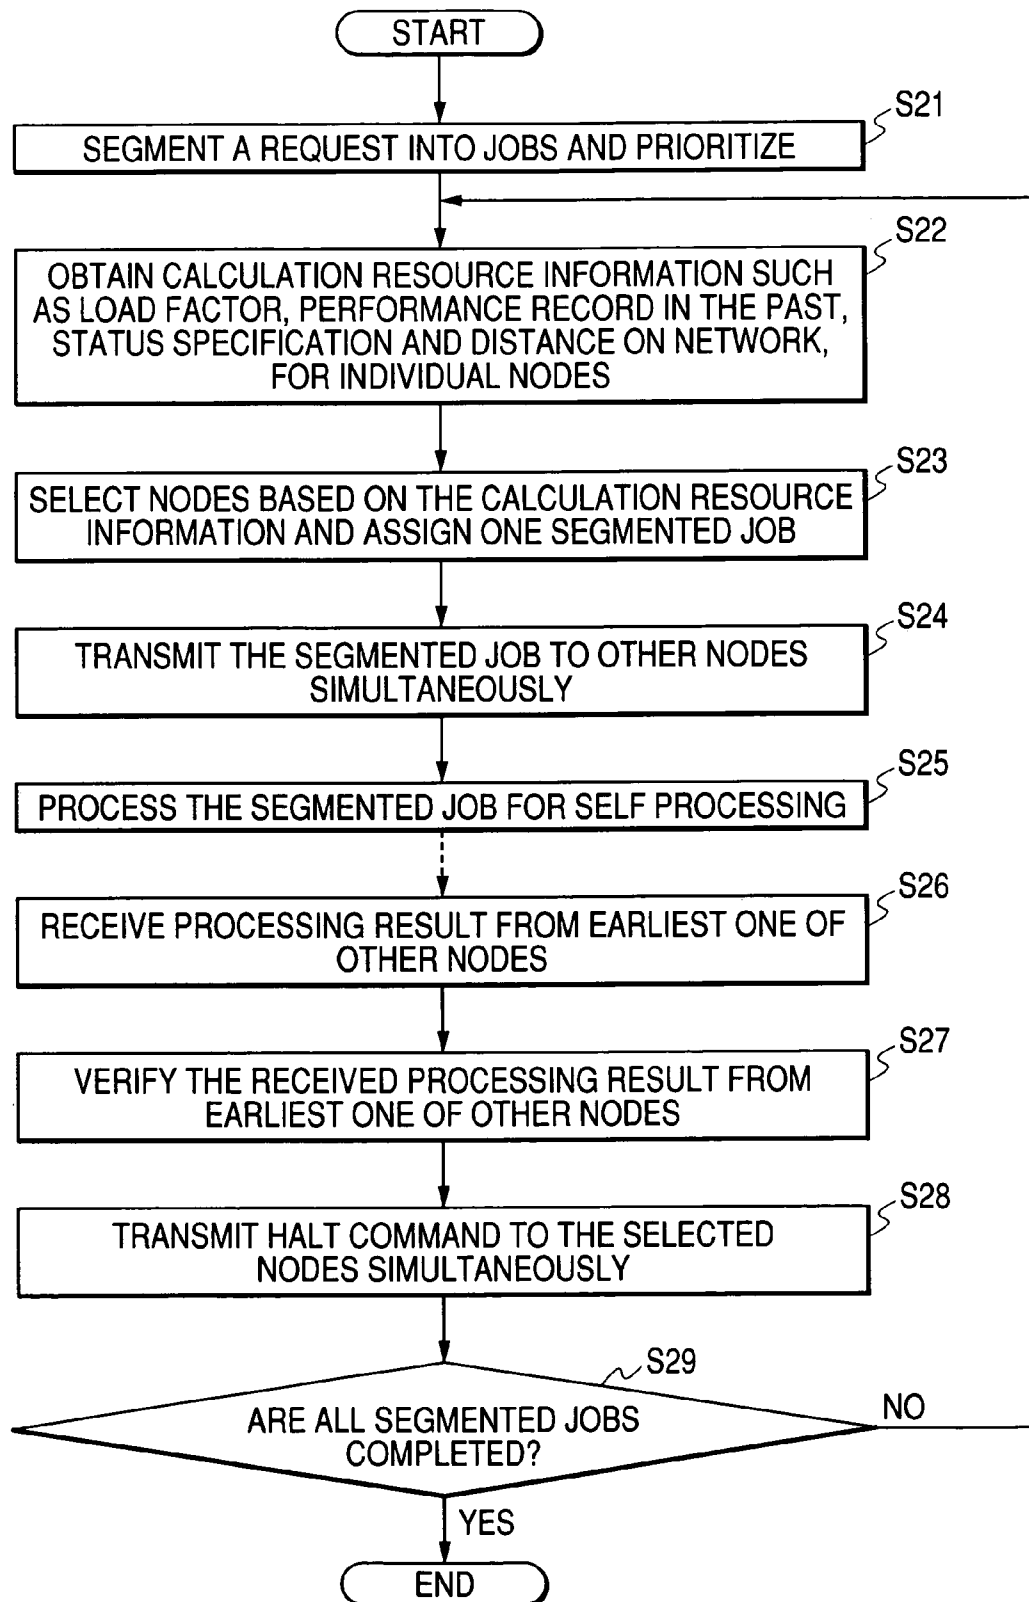 START
S21
SEGMENT A REQUEST INTO JOBS AND PRIORITIZE
S22
OBTAIN CALCULATION RESOURCE INFORMATION SUCH
AS LOAD FACTOR, PERFORMANCE RECORD IN THE PAST,
STATUS SPECIFICATION AND DISTANCE ON NETWORK,
FOR INDIVIDUAL NODES
S23
SELECT NODES BASED ON THE CALCULATION RESOURCE
INFORMATION AND ASSIGN ONE SEGMENTED JOB
S24
TRANSMIT THE SEGMENTED JOB TO OTHER NODES
SIMULTANEOUSLY
S25
PROCESS THE SEGMENTED JOB FOR SELF PROCESSING
S26
RECEIVE PROCESSING RESULT FROM EARLIEST ONE OF
OTHER NODES
S27
VERIFY THE RECEIVED PROCESSING RESULT FROM
EARLIEST ONE OF OTHER NODES
S28
TRANSMIT HALT COMMAND TO THE SELECTED
NODES SIMULTANEOUSLY
S29
ARE ALL SEGMENTED JOBS
COMPLETED?
NO
YES
END